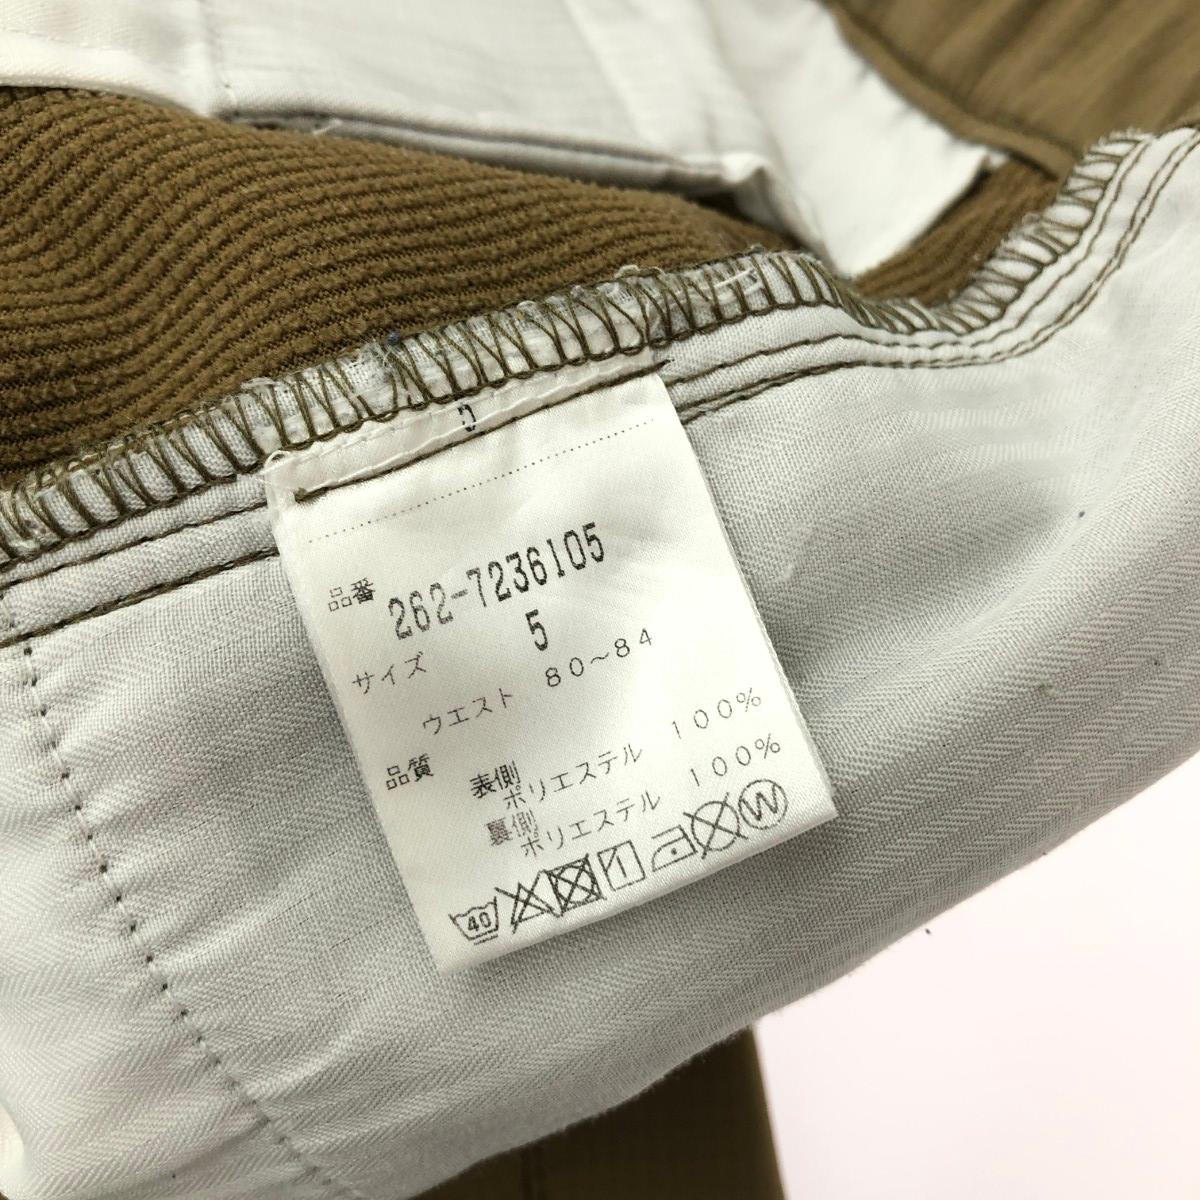 品番 262-7236105
サイズ 5
ウエスト 80～84
品質 表側
ポリエステル 100%
裏側
ポリエステル 100%
40 W